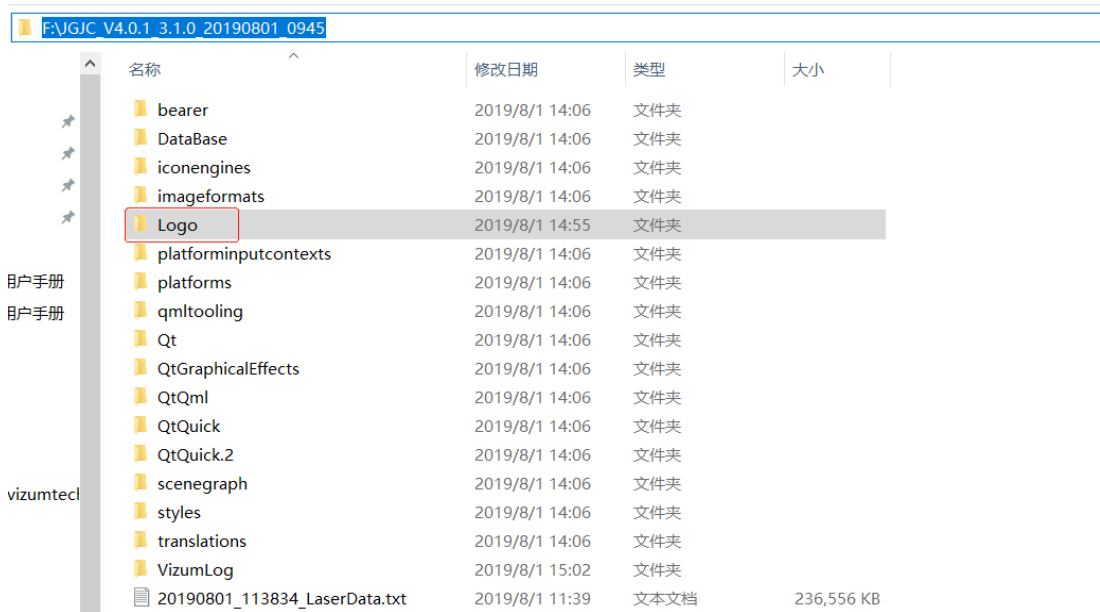 F:\JGJC_V4.0.1_3.1.0_20190801_0945
名称 修改日期 类型 大小
bearer 2019/8/1 14:06 文件夹
DataBase 2019/8/1 14:06 文件夹
iconengines 2019/8/1 14:06 文件夹
imageformats 2019/8/1 14:06 文件夹
Logo 2019/8/1 14:55 文件夹
platforminputcontexts 2019/8/1 14:06 文件夹
用户手册 platforms 2019/8/1 14:06 文件夹
用户手册 qmltooling 2019/8/1 14:06 文件夹
Qt 2019/8/1 14:06 文件夹
QtGraphicalEffects 2019/8/1 14:06 文件夹
QtQml 2019/8/1 14:06 文件夹
QtQuick 2019/8/1 14:06 文件夹
QtQuick.2 2019/8/1 14:06 文件夹
scenegraph 2019/8/1 14:06 文件夹
vizumtecl styles 2019/8/1 14:06 文件夹
translations 2019/8/1 14:06 文件夹
VizumLog 2019/8/1 15:02 文件夹
20190801_113834_LaserData.txt 2019/8/1 11:39 文本文档 236,556 KB